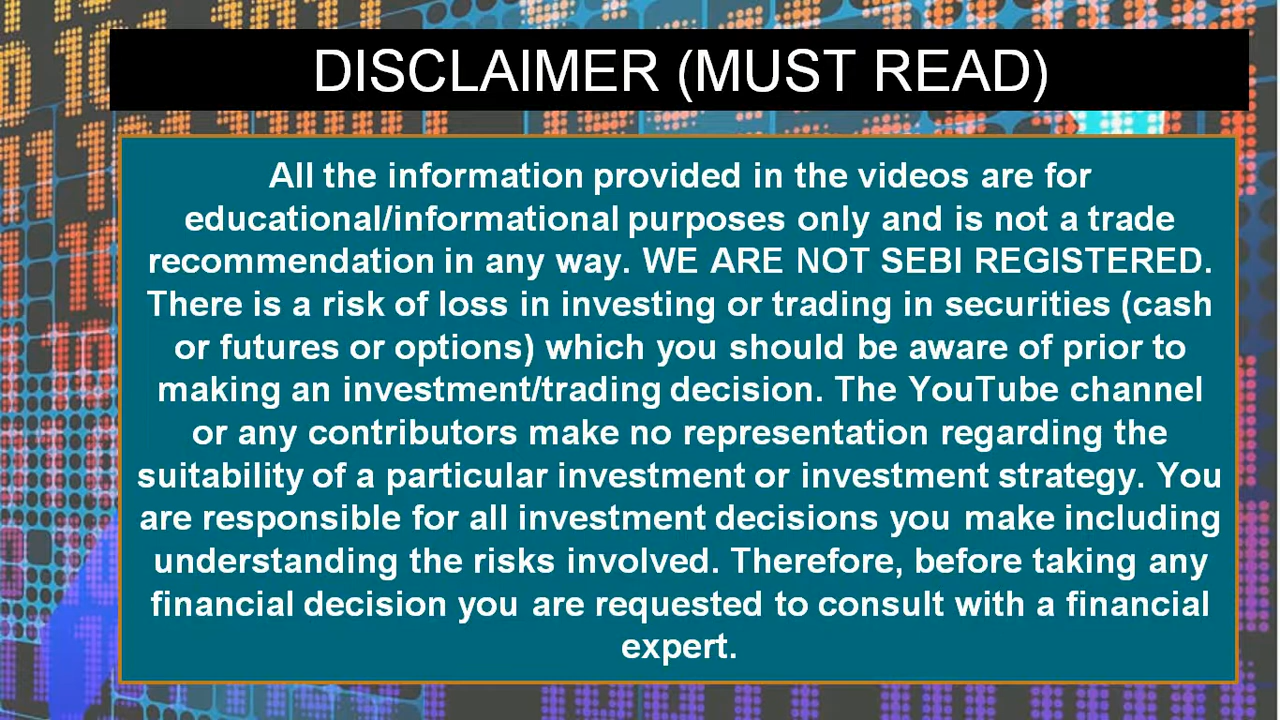 DISCLAIMER (MUST READ)
All the information provided in the videos are for
educational/informational purposes only and is not a trade
recommendation in any way. WE ARE NOT SEBI REGISTERED.
There is a risk of loss in investing or trading in securities (cash
or futures or options) which you should be aware of prior to
making an investment/trading decision. The YouTube channel
or any contributors make no representation regarding the
suitability of a particular investment or investment strategy. You
are responsible for all investment decisions you make including
understanding the risks involved. Therefore, before taking any
financial decision you are requested to consult with a financial
expert.